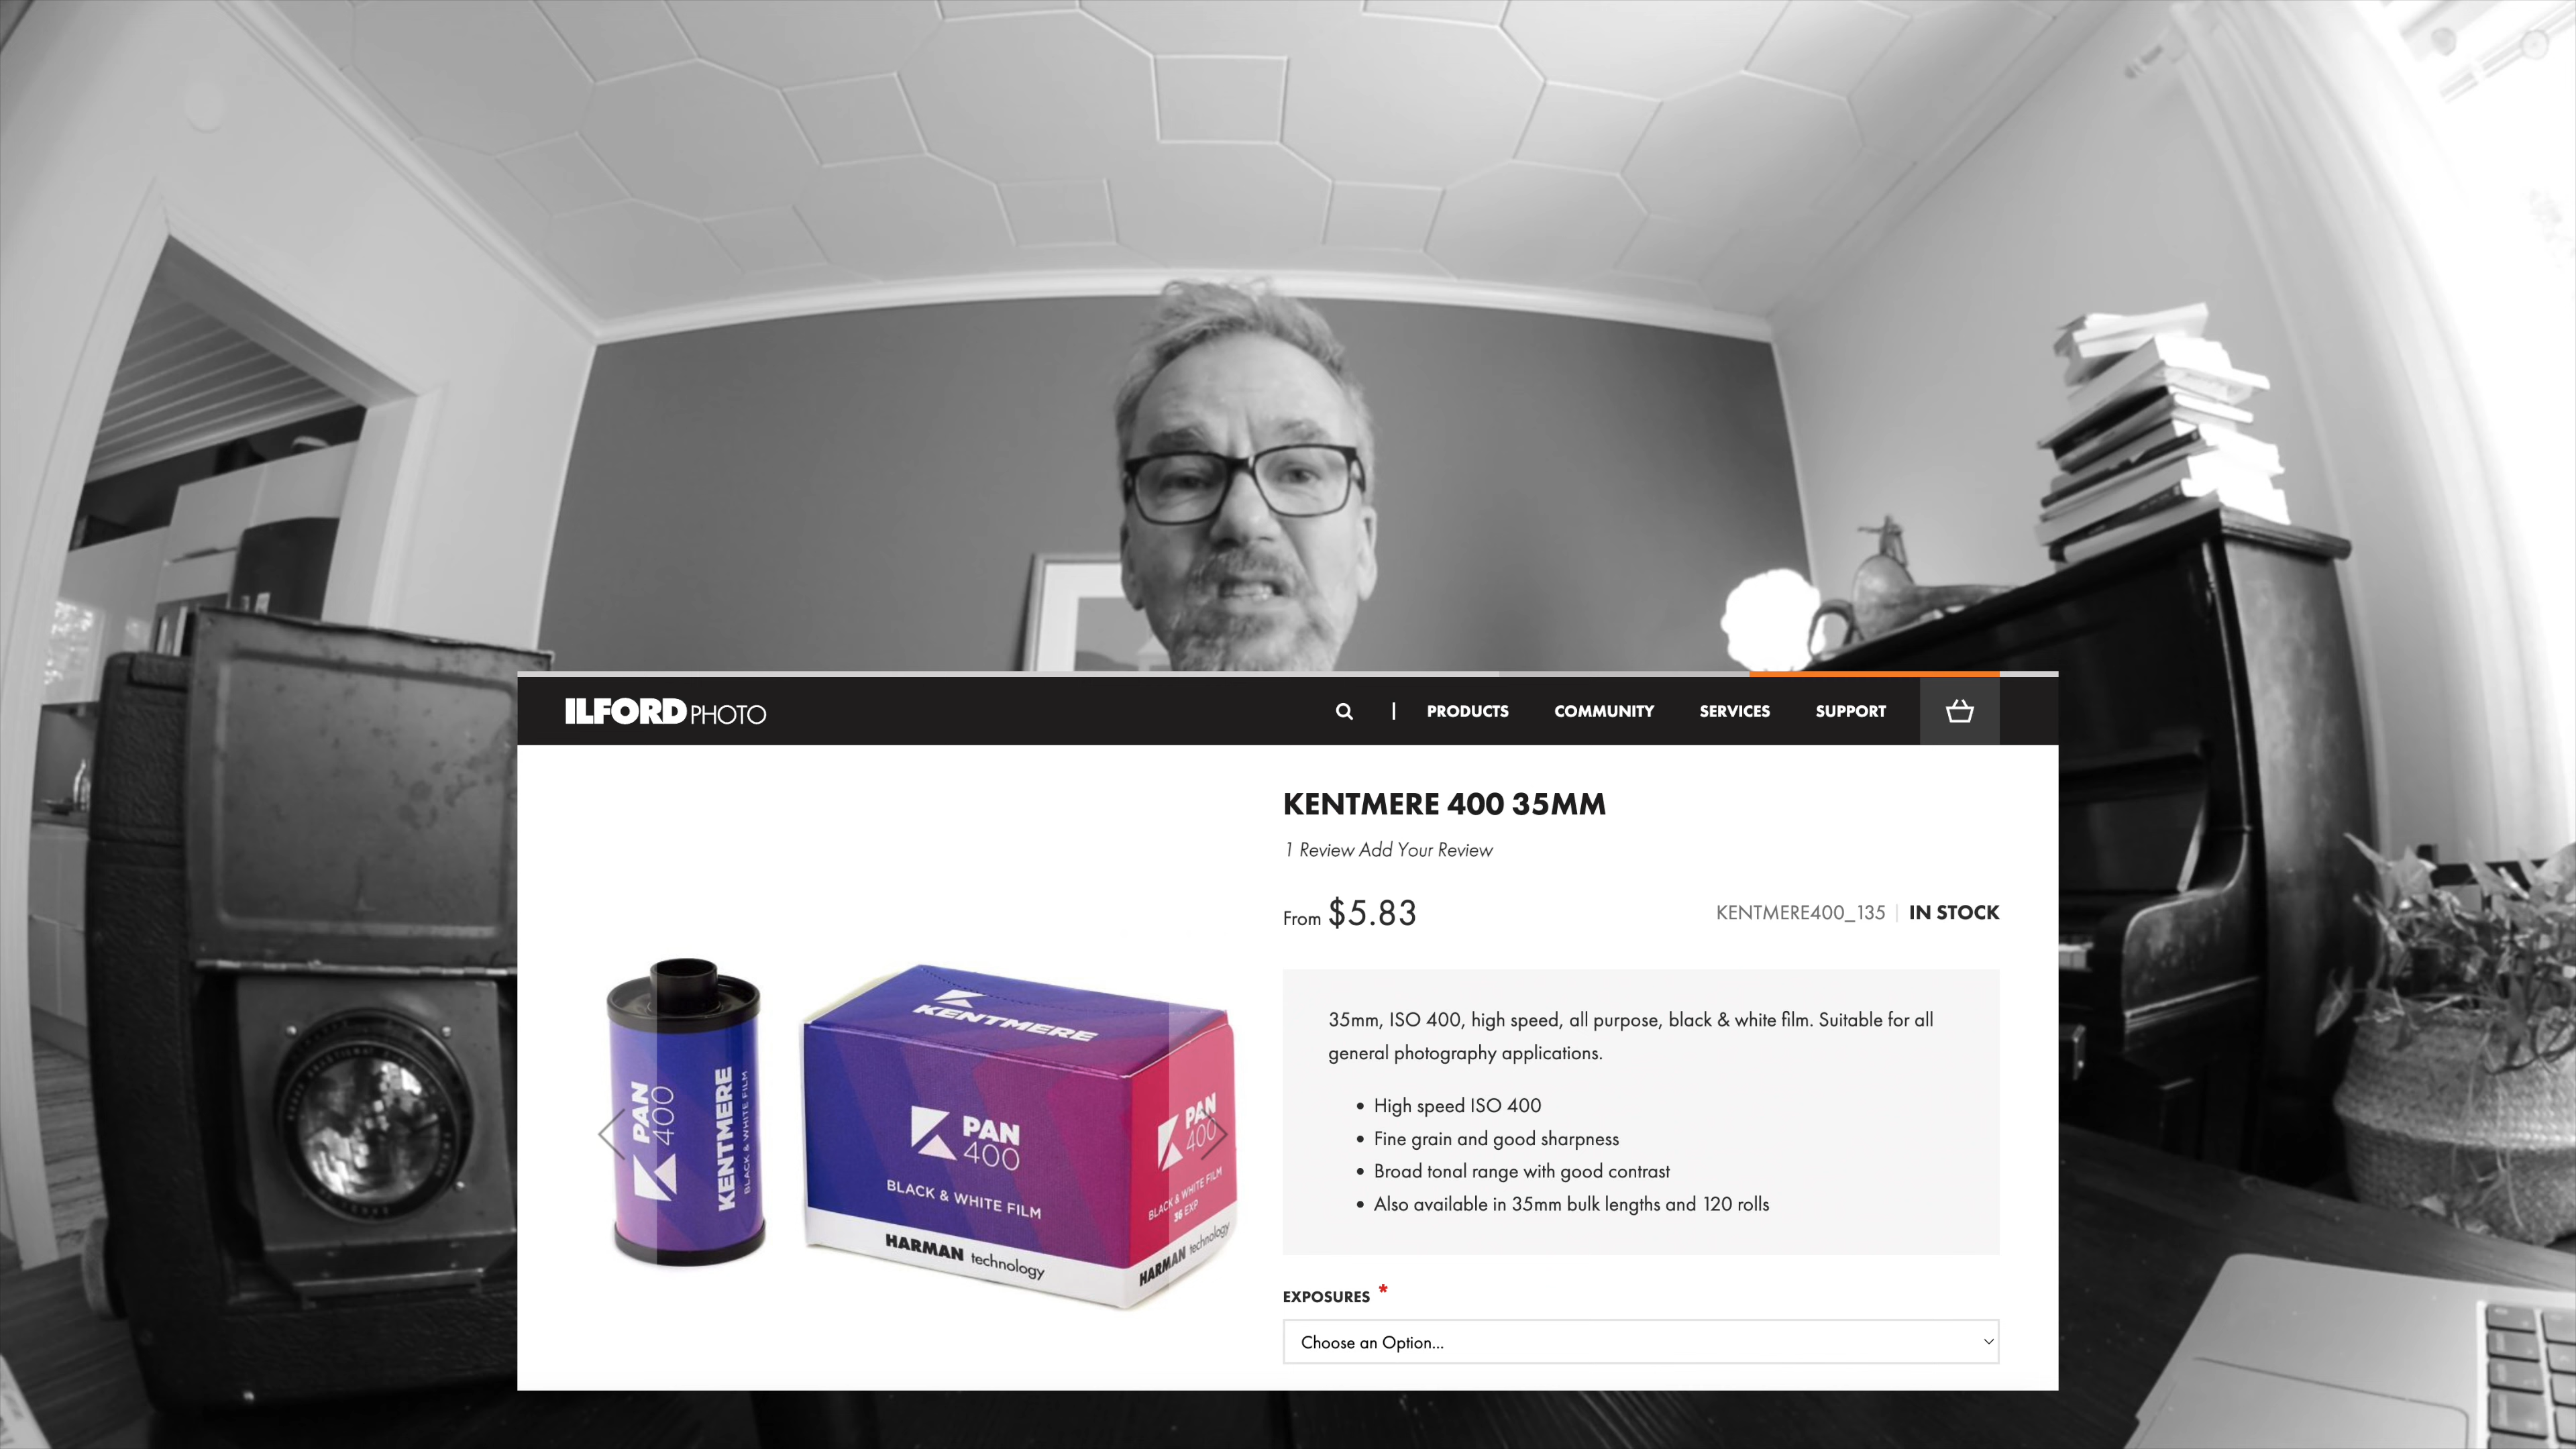 ILFORD PHOTO
PRODUCTS
COMMUNITY
SERVICES
SUPPORT
KENTMERE 400 35MM
1 Review Add Your Review
From $5.83
KENTMERE400_135
IN STOCK
35mm, ISO 400, high speed, all purpose, black & white film. Suitable for all
general photography applications.
• High speed ISO 400
• Fine grain and good sharpness
• Broad tonal range with good contrast
• Also available in 35mm bulk lengths and 120 rolls
EXPOSURES *
Choose an Option...
PAN
400
KENTMERE
BLACK & WHITE FILM
KENTMERE
PAN
400
BLACK & WHITE FILM
HARMAN technology
PAN
400
BLACK & WHITE FILM
36 EXP
HARMAN technology